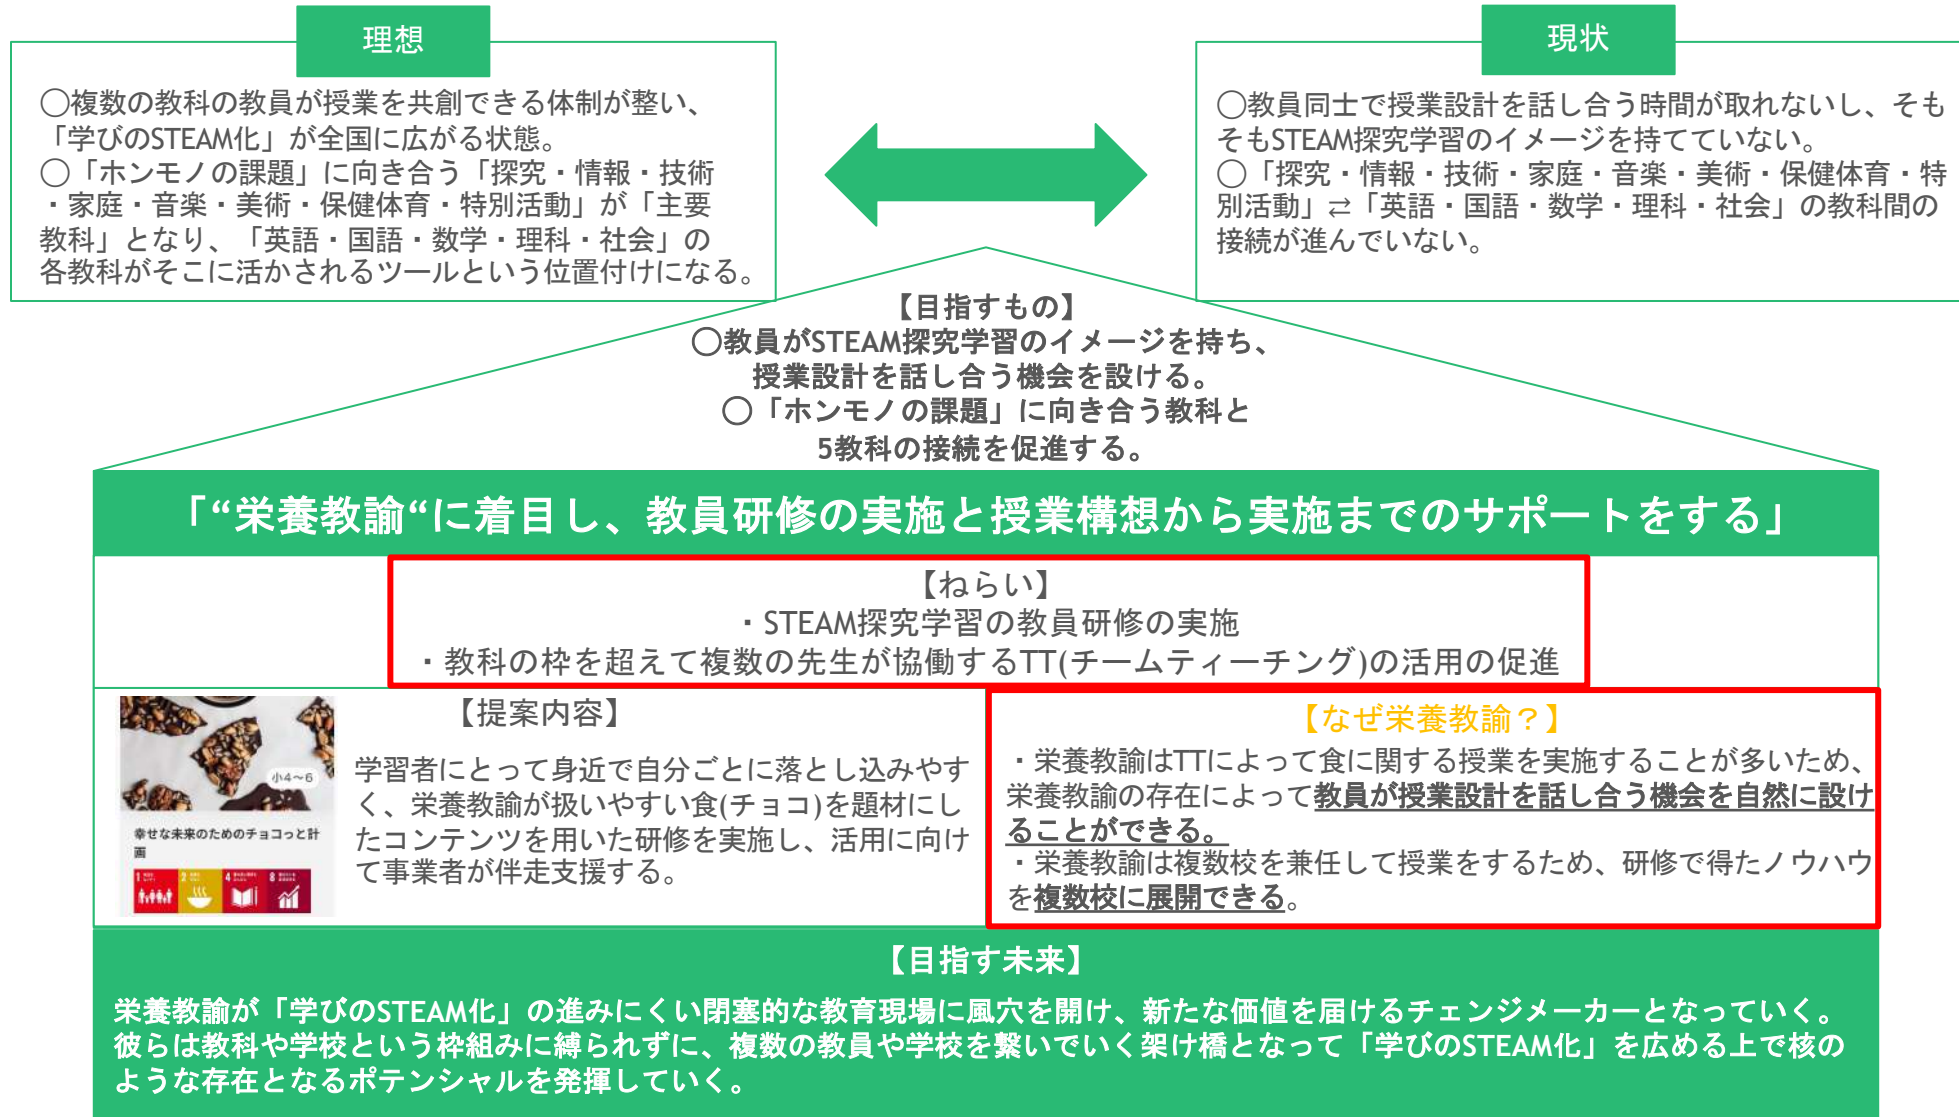 理想
○複数の教科の教員が授業を共創できる体制が整い、
「学びのSTEAM化」が全国に広がる状態。
○「ホンモノの課題」に向き合う「探究・情報・技術
・家庭・音楽・美術・保健体育・特別活動」が「主要
教科」となり、「英語・国語・数学・理科・社会」の
各教科がそこに活かされるツールという位置付けになる。
現状
○教員同士で授業設計を話し合う時間が取れないし、そも
そもSTEAM探究学習のイメージを持てていない。
○「探究・情報・技術・家庭・音楽・美術・保健体育・特
別活動」⇄「英語・国語・数学・理科・社会」の教科間の
接続が進んでいない。
【目指すもの】
○教員がSTEAM探究学習のイメージを持ち、
授業設計を話し合う機会を設ける。
○「ホンモノの課題」に向き合う教科と
5教科の接続を促進する。
「“栄養教諭“に着目し、教員研修の実施と授業構想から実施までのサポートをする」
【ねらい】
・STEAM探究学習の教員研修の実施
・教科の枠を超えて複数の先生が協働するTT(チームティーチング)の活用の促進
小4～6
幸せな未来のためのチョコっと計
画
1
2
4
8
【提案内容】
学習者にとって身近で自分ごとに落とし込みやす
く、栄養教諭が扱いやすい食(チョコ)を題材にし
たコンテンツを用いた研修を実施し、活用に向け
て事業者が伴走支援する。
【なぜ栄養教諭？】
・栄養教諭はTTによって食に関する授業を実施することが多いため、
栄養教諭の存在によって教員が授業設計を話し合う機会を自然に設け
ることができる。
・栄養教諭は複数校を兼任して授業をするため、研修で得たノウハウ
を複数校に展開できる。
【目指す未来】
栄養教諭が「学びのSTEAM化」の進みにくい閉塞的な教育現場に風穴を開け、新たな価値を届けるチェンジメーカーとなっていく。
彼らは教科や学校という枠組みに縛られずに、複数の教員や学校を繋いでいく架け橋となって「学びのSTEAM化」を広める上で核の
ような存在となるポテンシャルを発揮していく。